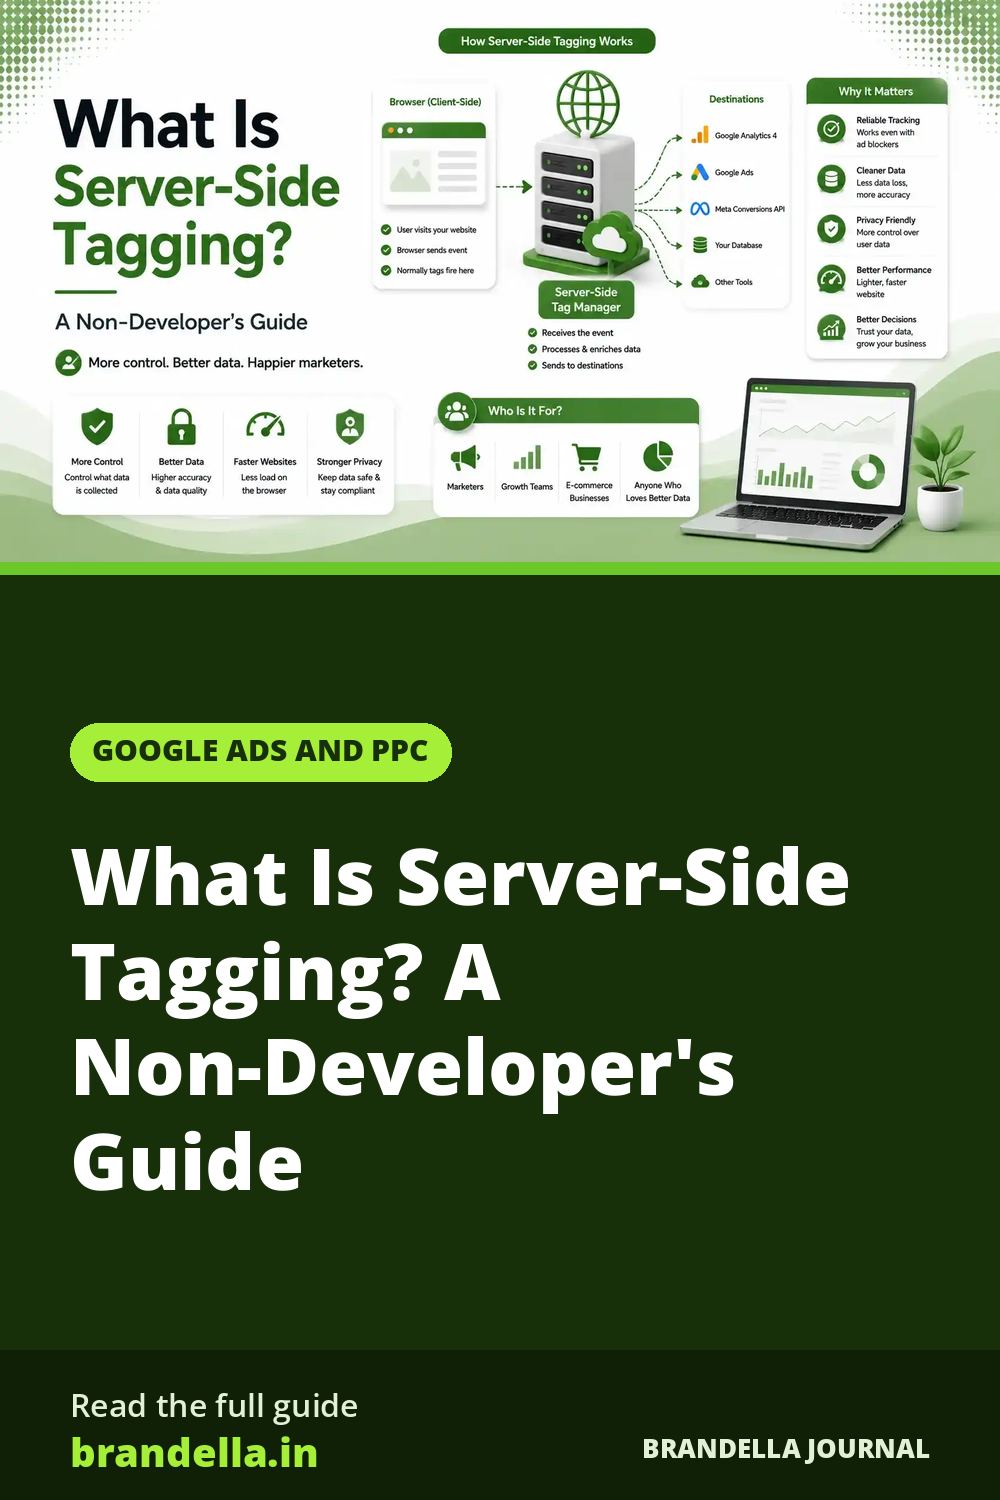 How Server-Side Tagging Works
What Is
Server-Side
Tagging?
A Non-Developer's Guide
More control. Better data. Happier marketers.
Browser (Client-Side)
User visits your website
Browser sends event
Normally tags fire here
Server-Side
Tag Manager
Receives the event
Processes & enriches data
Sends to destinations
Destinations
Google Analytics 4
Google Ads
Meta Conversions API
Your Database
Other Tools
Why It Matters
Reliable Tracking
Works even with
ad blockers
Cleaner Data
Less data loss,
more accuracy
Privacy Friendly
More control over
user data
Better Performance
Lighter, faster
website
Better Decisions
Trust your data,
grow your business
More Control
Control what data
is collected
Better Data
Higher accuracy
& data quality
Faster Websites
Less load on
the browser
Stronger Privacy
Keep data safe &
stay compliant
Who Is It For?
Marketers
Growth Teams
E-commerce
Businesses
Anyone Who
Loves Better Data
GOOGLE ADS AND PPC
What Is Server-Side
Tagging? A
Non-Developer's
Guide
Read the full guide
brandella.in
BRANDELLA JOURNAL